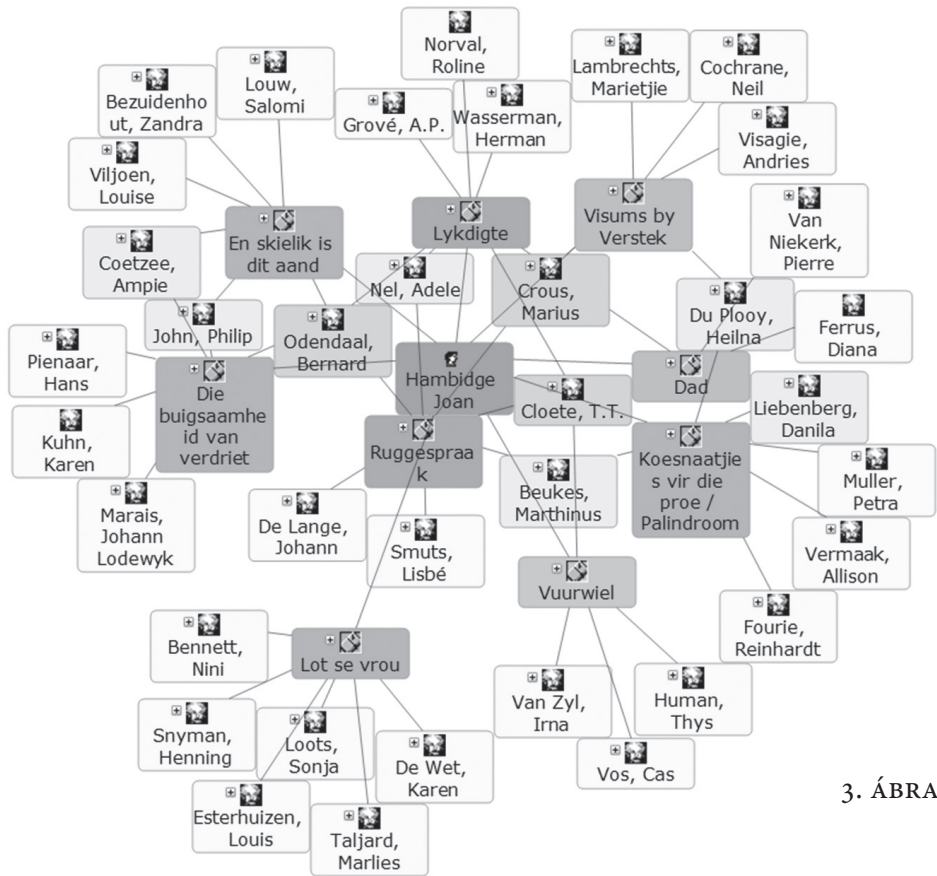 Norval,
Roline
Louw,
Salomi
Lambrechts,
Marietjie
Cochrane,
Neil
Bezuidenho
ut, Zandra
Grové, A.P.
Wasserman,
Herman
Visagie,
Andries
Viljoen,
Louise
En skielik is
dit aand
Lykdigte
Visums by
Verstek
Van
Niekerk,
Pierre
Coetzee,
Ampie
Nel, Adele
Crous,
Marius
Du Plooy,
Heilna
Ferrus,
Diana
John, Philip
Odendaal,
Bernard
Pienaar,
Hans
Die
buigsaamhe
id van
verdriet
Hambidge
Joan
Dad
Cloete, T.T.
Liebenberg,
Danila
Kuhn,
Karen
Ruggespraa
k
Koesnaatjie
s vir die
proe /
Palindroom
Muller,
Petra
Beukes,
Marthinus
Marais,
Johann
Lodewyk
De Lange,
Johann
Smuts,
Lisbé
Vermaak,
Allison
Vuurwiel
Fourie,
Reinhardt
Bennett,
Nini
Lot se vrou
Van Zyl,
Irna
Human,
Thys
Snyman,
Henning
Loots,
Sonja
De Wet,
Karen
Vos, Cas
Esterhuizen,
Louis
Taljard,
Marlies
3. ÁBRA